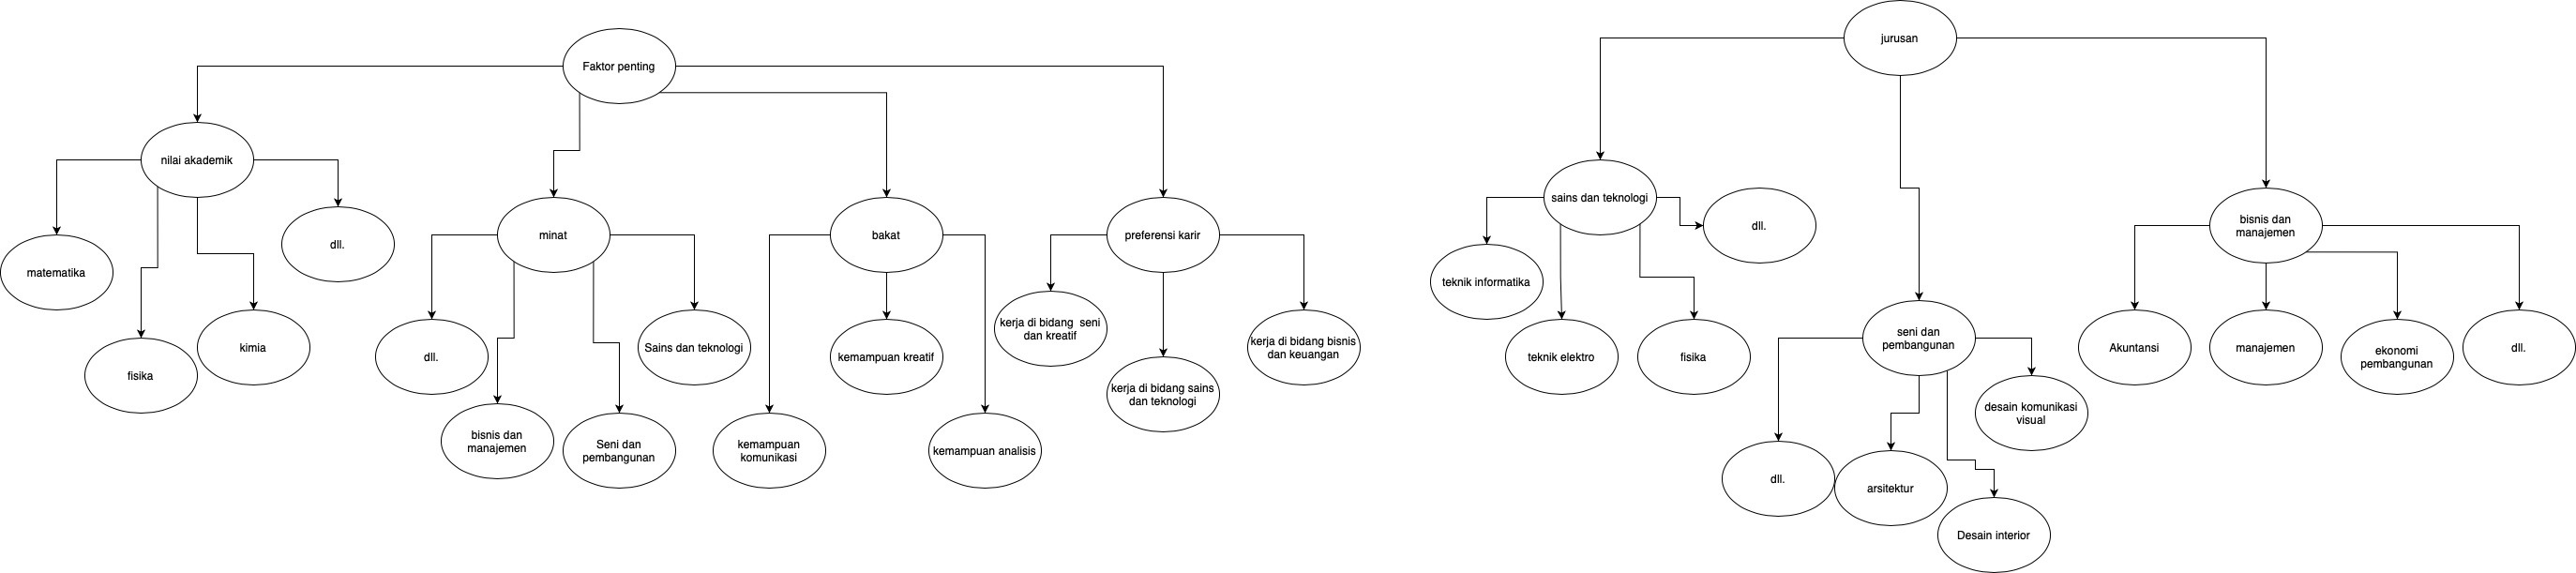 Faktor penting
nilai akademik
matematika
fisika
kimia
dll.
minat
dll.
bisnis dan
manajemen
Seni dan
pembangunan
Sains dan teknologi
bakat
kemampuan
komunikasi
kemampuan kreatif
kemampuan analisis
preferensi karir
kerja di bidang  seni
dan kreatif
kerja di bidang sains
dan teknologi
kerja di bidang bisnis
dan keuangan
jurusan
sains dan teknologi
teknik informatika
teknik elektro
fisika
dll.
seni dan
pembangunan
dll.
arsitektur
Desain interior
desain komunikasi
visual
bisnis dan
manajemen
Akuntansi
manajemen
ekonomi
pembangunan
dll.